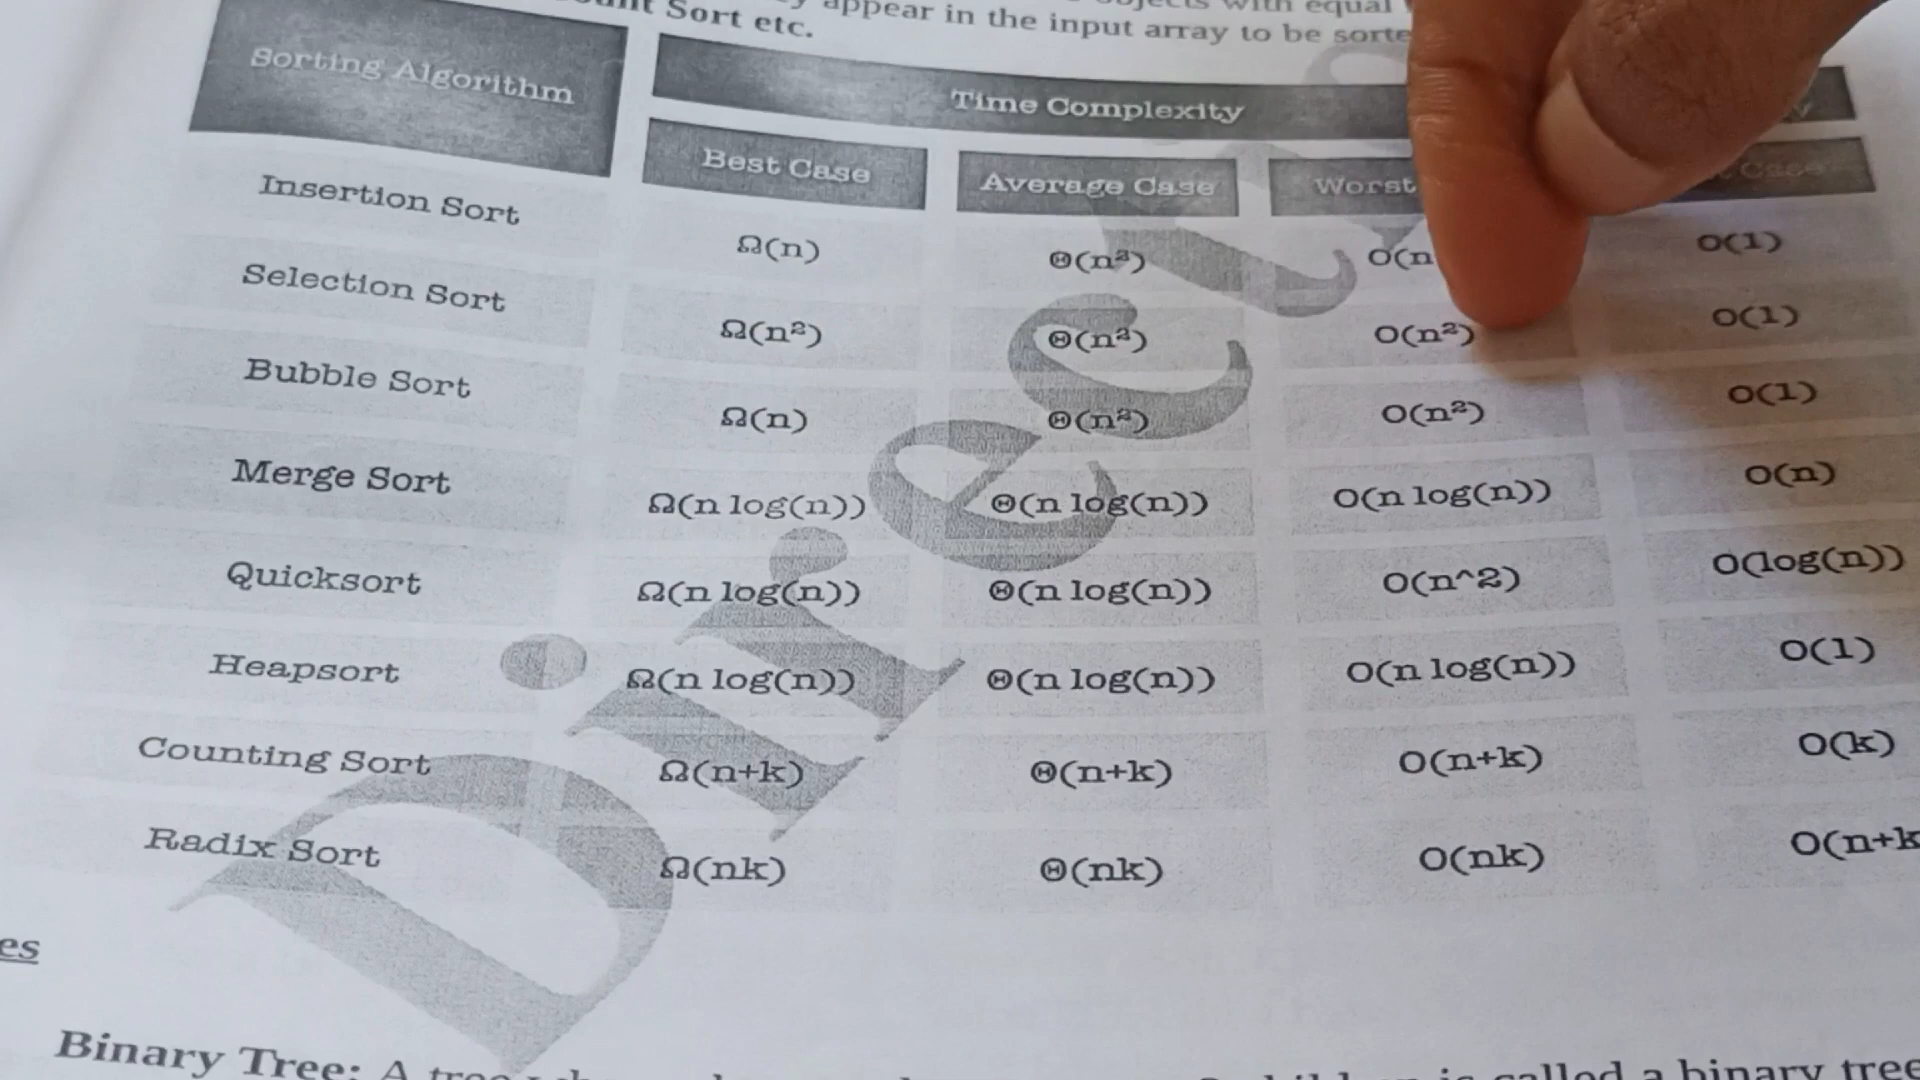 Sort etc.
appear in the input array to be
with equal
Sorting Algorithm
Time Complexity
Best Case
Average Case
Worst
Case
Insertion Sort Ω(n) Θ(n²) O(n O(1)
Selection Sort Ω(n²) Θ(n²) O(n²) O(1)
Bubble Sort Ω(n) Θ(n²) O(n²) O(1)
Merge Sort Ω(n log(n)) Θ(n log(n)) O(n log(n)) O(n)
Quicksort Ω(n log(n)) Θ(n log(n)) O(n^2) O(log(n))
Heapsort Ω(n log(n)) Θ(n log(n)) O(n log(n)) O(1)
Counting Sort Ω(n+k) Θ(n+k) O(n+k) O(k)
Radix Sort Ω(nk) Θ(nk) O(nk) O(n+k
es
Binary Tree: A is called a binary tree